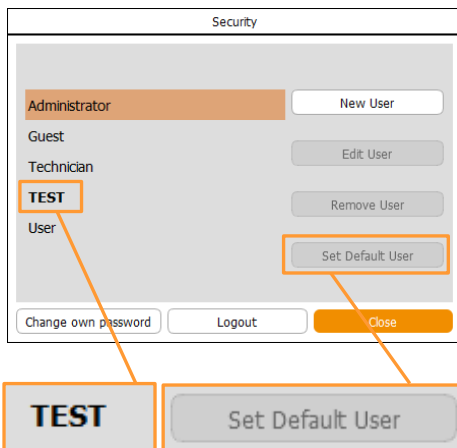 Security
Administrator
New User
Guest
Edit User
Technician
TEST
Remove User
User
Set Default User
Change own password
Logout
Close
TEST
Set Default User